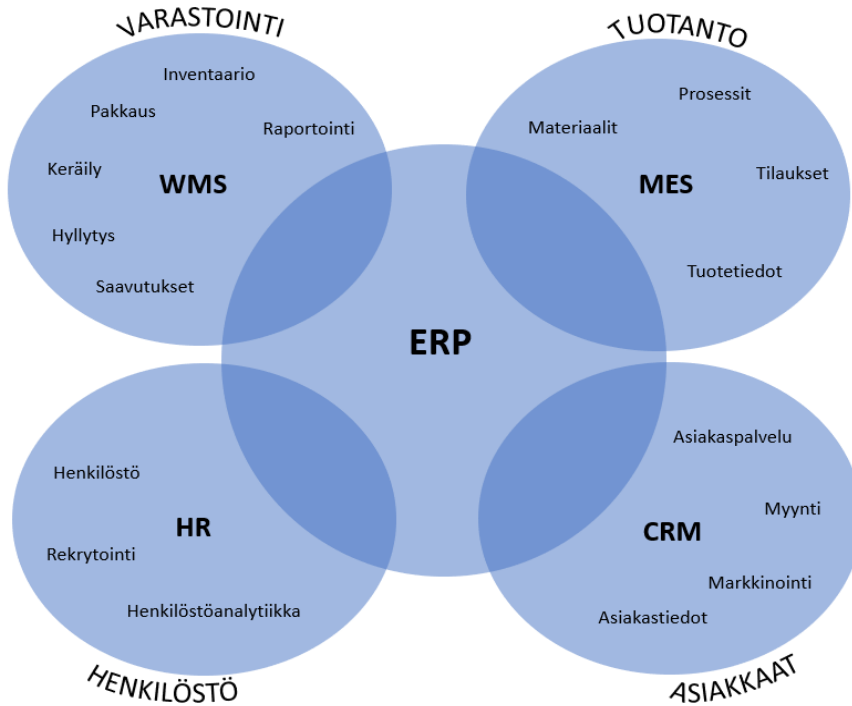 VARASTOINTI
Inventaario
Pakkaus
Raportointi
Keräily
WMS
Hyllytys
Saavutukset
TUOTANTO
Prosessit
Materiaalit
Tilaukset
MES
Tuotetiedot
ERP
Henkilöstö
HR
Rekrytointi
Henkilöstöanalytiikka
HENKILÖSTÖ
Asiakaspalvelu
Myynti
CRM
Markkinointi
Asiakastiedot
ASIAKKAAT